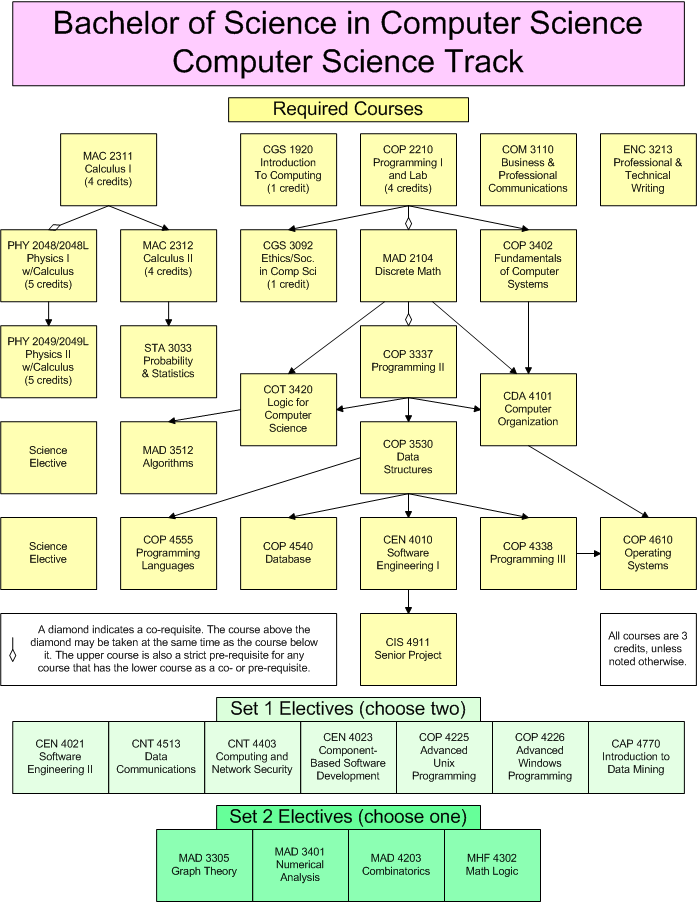 Bachelor of Science in Computer Science
Computer Science Track
Required Courses
MAC 2311
Calculus I
(4 credits)
CGS 1920
Introduction
To Computing
(1 credit)
COP 2210
Programming I
and Lab
(4 credits)
COM 3110
Business &
Professional
Communications
ENC 3213
Professional &
Technical
Writing
PHY 2048/2048L
Physics I
w/Calculus
(5 credits)
MAC 2312
Calculus II
(4 credits)
CGS 3092
Ethics/Soc.
in Comp Sci
(1 credit)
MAD 2104
Discrete Math
COP 3402
Fundamentals
of Computer
Systems
PHY 2049/2049L
Physics II
w/Calculus
(5 credits)
STA 3033
Probability
& Statistics
COP 3337
Programming II
COT 3420
Logic for
Computer
Science
CDA 4101
Computer
Organization
Science
Elective
MAD 3512
Algorithms
COP 3530
Data
Structures
Science
Elective
COP 4555
Programming
Languages
COP 4540
Database
CEN 4010
Software
Engineering I
COP 4338
Programming III
COP 4610
Operating
Systems
A diamond indicates a co-requisite. The course above the
diamond may be taken at the same time as the course below
it. The upper course is also a strict pre-requisite for any
course that has the lower course as a co- or pre-requisite.
CIS 4911
Senior Project
All courses are 3
credits, unless
noted otherwise.
Set 1 Electives (choose two)
CEN 4021
Software
Engineering II
CNT 4513
Data
Communications
CNT 4403
Computing and
Network Security
CEN 4023
Component-
Based Software
Development
COP 4225
Advanced
Unix
Programming
COP 4226
Advanced
Windows
Programming
CAP 4770
Introduction to
Data Mining
Set 2 Electives (choose one)
MAD 3305
Graph Theory
MAD 3401
Numerical
Analysis
MAD 4203
Combinatorics
MHF 4302
Math Logic